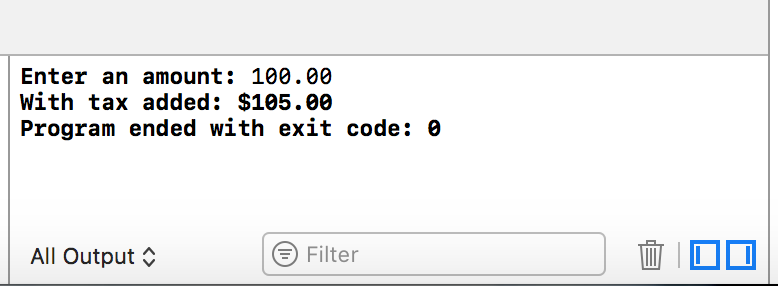 Enter an amount: 100.00
With tax added: $105.00
Program ended with exit code: 0
All Output
Filter